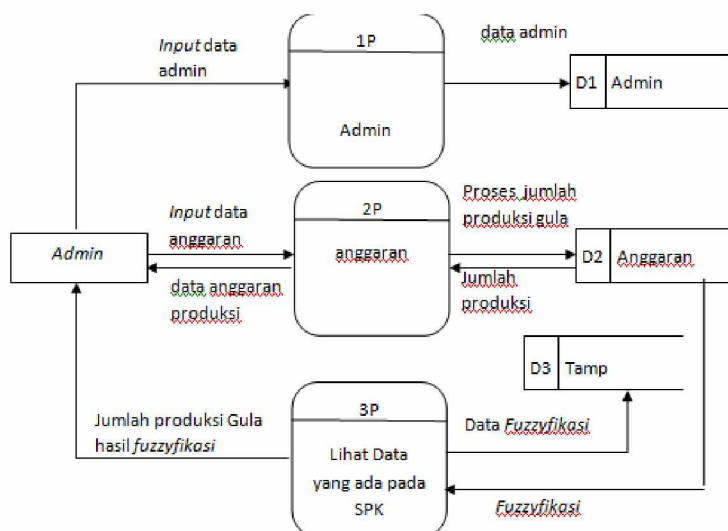 Input data
admin
1P
Admin
data admin
D1 Admin
Admin
Input data
anggaran
data anggaran
produksi
2P
anggaran
Proses jumlah
produksi gula
Jumlah
produksi
D2 Anggaran
D3 Tamp
Jumlah produksi Gula
hasil fuzzyfikasi
3P
Lihat Data
yang ada pada
SPK
Data Fuzzyfikasi
Fuzzyfikasi